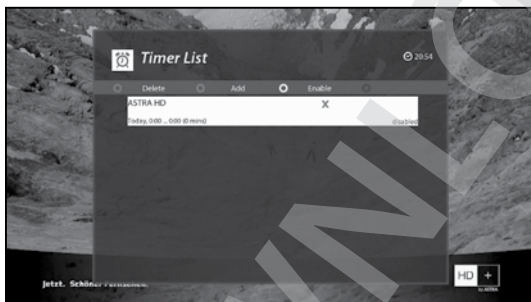 Timer List
20:54
Delete Add Enable
ASTRA HD X
Today, 0:00 ... 0:00 (0 mins) disabled
Jetzt. Schöner Fernsehen.
HD +
by ASTRA